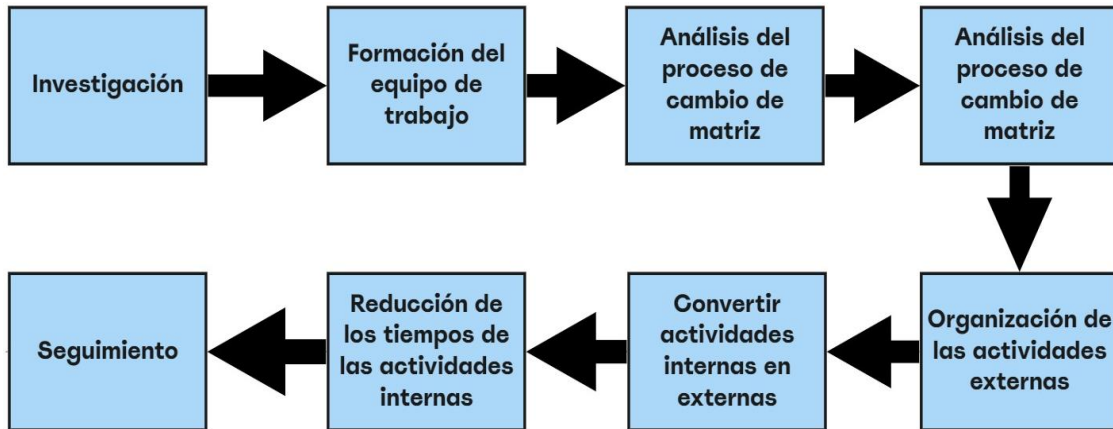 Investigación
Formación del
equipo de
trabajo
Análisis del
proceso de
cambio de
matriz
Análisis del
proceso de
cambio de
matriz
Organización de
las actividades
externas
Convertir
actividades
internas en
externas
Reducción de
los tiempos de
las actividades
internas
Seguimiento